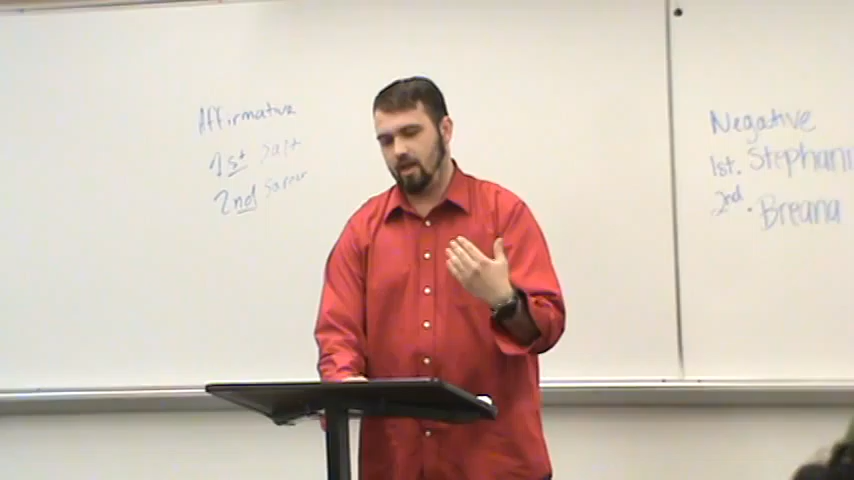 Affirmative
1st
2nd
Negative
1st. Stephani
2nd. Breana